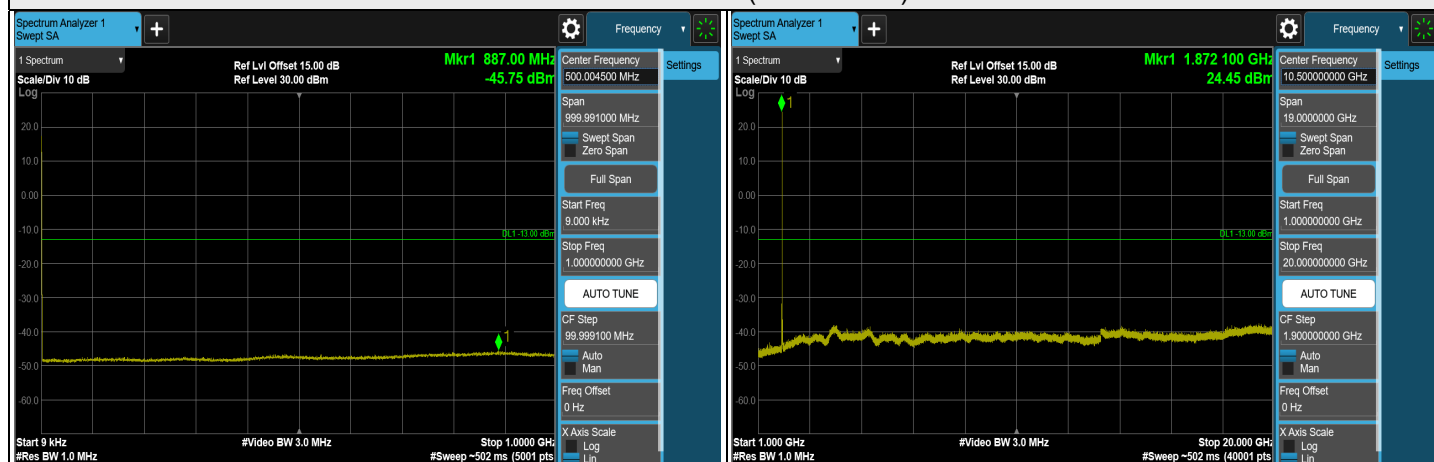 Spectrum Analyzer 1
Swept SA
+
Frequency
1 Spectrum
Scale/Div 10 dB
Log
Ref Lvl Offset 15.00 dB
Ref Level 30.00 dBm
Mkr1 887.00 MHz
-45.75 dBm
20.0
10.0
0.00
-10.0
-20.0
-30.0
-40.0
-50.0
-60.0
DL1 -13.00 dBm
1
Start 9 kHz
#Res BW 1.0 MHz
#Video BW 3.0 MHz
Stop 1.0000 GHz
#Sweep ~502 ms (5001 pts
Center Frequency
500.004500 MHz
Settings
Span
999.991000 MHz
Swept Span
Zero Span
Full Span
Start Freq
9.000 kHz
Stop Freq
1.000000000 GHz
AUTO TUNE
CF Step
99.999100 MHz
Auto
Man
Freq Offset
0 Hz
X Axis Scale
Log
Lin
Spectrum Analyzer 1
Swept SA
+
Frequency
1 Spectrum
Scale/Div 10 dB
Log
Ref Lvl Offset 15.00 dB
Ref Level 30.00 dBm
Mkr1 1.872 100 GHz
24.45 dBm
1
20.0
10.0
0.00
-10.0
-20.0
-30.0
-40.0
-50.0
-60.0
DL1 -13.00 dBm
Start 1.000 GHz
#Res BW 1.0 MHz
#Video BW 3.0 MHz
Stop 20.000 GHz
#Sweep ~502 ms (40001 pts
Center Frequency
10.500000000 GHz
Settings
Span
19.0000000 GHz
Swept Span
Zero Span
Full Span
Start Freq
1.000000000 GHz
Stop Freq
20.000000000 GHz
AUTO TUNE
CF Step
1.900000000 GHz
Auto
Man
Freq Offset
0 Hz
X Axis Scale
Log
Lin